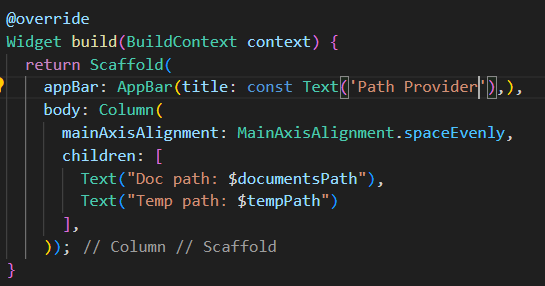 @override
Widget build(BuildContext context) {
  return Scaffold(
    appBar: AppBar(title: const Text('Path Provider'),),
    body: Column(
      mainAxisAlignment: MainAxisAlignment.spaceEvenly,
      children: [
        Text("Doc path: $documentsPath"),
        Text("Temp path: $tempPath")
      ],
    )); // Column // Scaffold
}